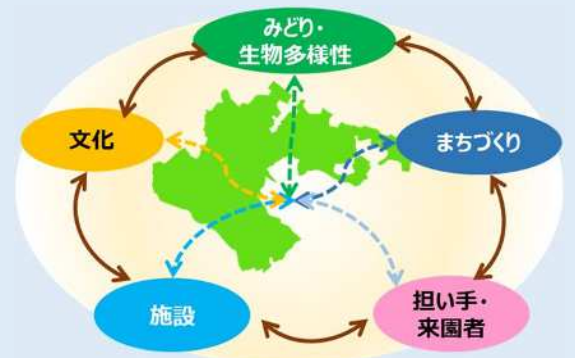 みどり・
生物多様性
文化
まちづくり
施設
担い手・
来園者